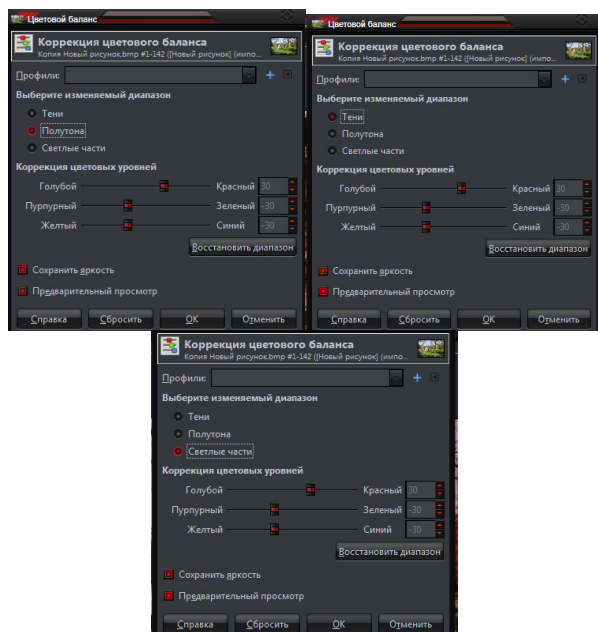 Цветовой баланс
Коррекция цветового баланса
Копия Новый рисунок.bmp #1-142 ([Новый рисунок] (импо...
Профили:
Выберите изменяемый диапазон
Тени
Полутона
Светлые части
Коррекция цветовых уровней
Голубой Красный 30
Пурпурный Зеленый -30
Желтый Синий -30
Восстановить диапазон
Сохранить яркость
Предварительный просмотр
Справка Сбросить OK Отменить
Цветовой баланс
Коррекция цветового баланса
Копия Новый рисунок.bmp #1-142 ([Новый рисунок] (импо...
Профили:
Выберите изменяемый диапазон
Тени
Полутона
Светлые части
Коррекция цветовых уровней
Голубой Красный 30
Пурпурный Зеленый -30
Желтый Синий -30
Восстановить диапазон
Сохранить яркость
Предварительный просмотр
Справка Сбросить OK Отменить
Коррекция цветового баланса
Копия Новый рисунок.bmp #1-142 ([Новый рисунок] (импо...
Профили:
Выберите изменяемый диапазон
Тени
Полутона
Светлые части
Коррекция цветовых уровней
Голубой Красный 30
Пурпурный Зеленый -30
Желтый Синий -30
Восстановить диапазон
Сохранить яркость
Предварительный просмотр
Справка Сбросить OK Отменить